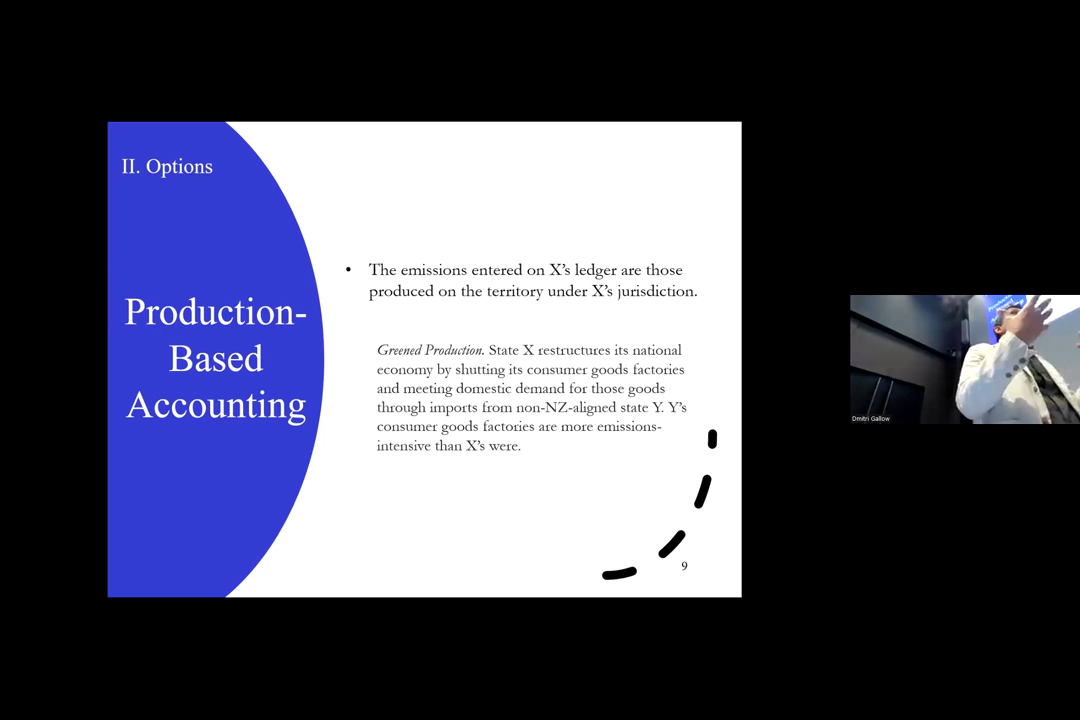 II. Options
Production-
Based
Accounting
• The emissions entered on X’s ledger are those
produced on the territory under X’s jurisdiction.
Greened Production. State X restructures its national
economy by shutting its consumer goods factories
and meeting domestic demand for those goods
through imports from non-NZ-aligned state Y. Y’s
consumer goods factories are more emissions-
intensive than X’s were.
9
Dmitri Gallow